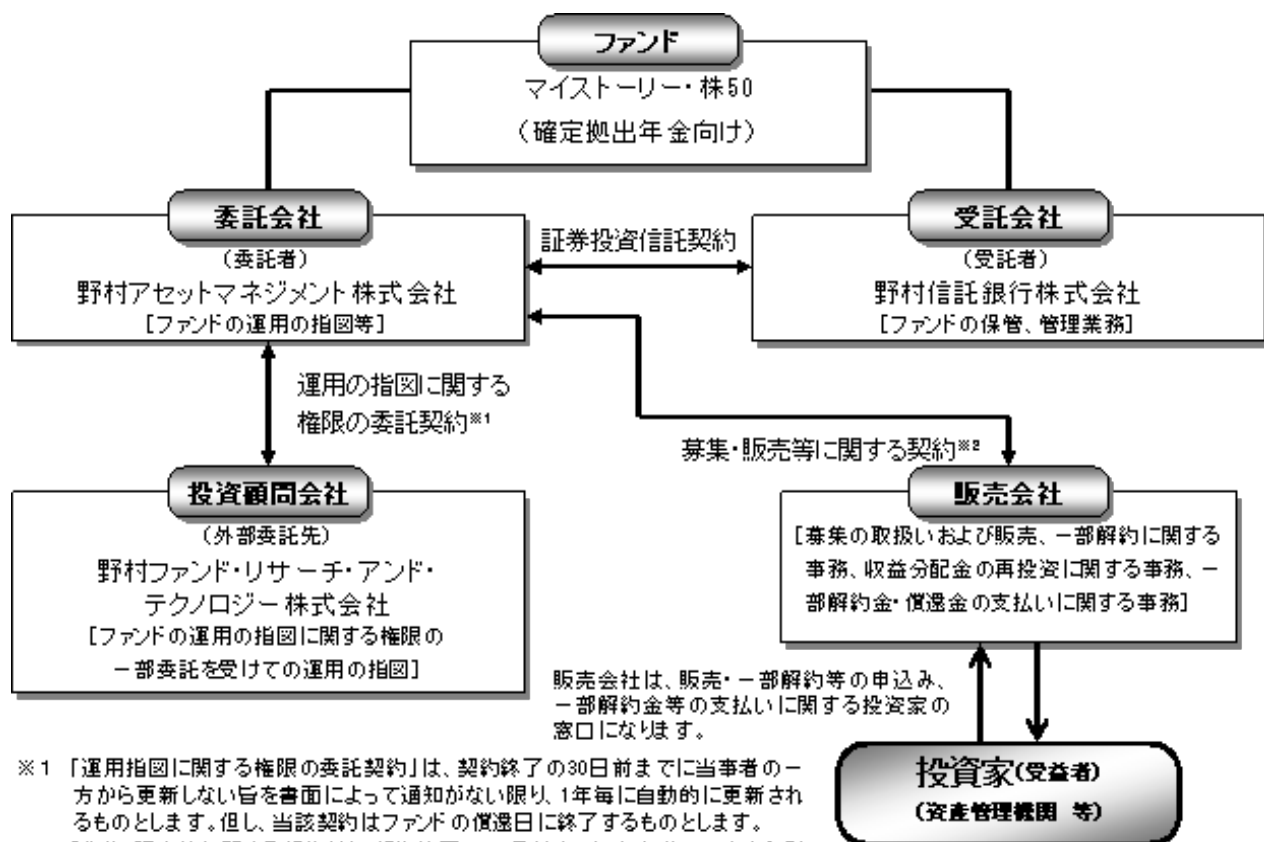 ファンド
マイストーリー・株50
（確定拠出年金向け）
委託会社
（委託者）
野村アセットマネジメント株式会社
［ファンドの運用の指図等］
証券投資信託契約
受託会社
（受託者）
野村信託銀行株式会社
［ファンドの保管、管理業務］
運用の指図に関する
権限の委託契約※1
募集・販売等に関する契約※2
投資顧問会社
（外部委託先）
野村ファンド・リサーチ・アンド・
テクノロジー株式会社
［ファンドの運用の指図に関する権限の
一部委託を受けての運用の指図］
販売会社
［募集の取扱いおよび販売、一部解約に関する
事務、収益分配金の再投資に関する事務、一
部解約金・償還金の支払いに関する事務］
販売会社は、販売・一部解約等の申込み、
一部解約金等の支払いに関する投資家の
窓口になります。
投資家（受益者）
（資産管理機関 等）
※1 「運用指図に関する権限の委託契約」は、契約終了の30日前までに当事者の一
方から更新しない旨を書面によって通知がない限り、1年毎に自動的に更新され
るものとします。但し、当該契約はファンドの償還日に終了するものとします。